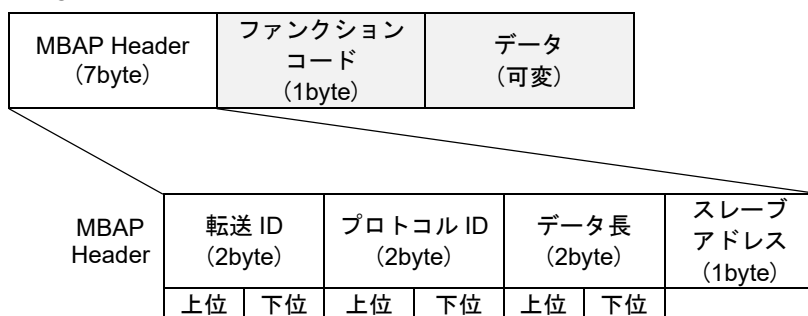 MBAP Header
（7byte）
ファンクション
コード
（1byte）
データ
（可変）
MBAP
Header
転送 ID
（2byte）
プロトコル ID
（2byte）
データ長
（2byte）
スレーブ
アドレス
（1byte）
上位
下位
上位
下位
上位
下位